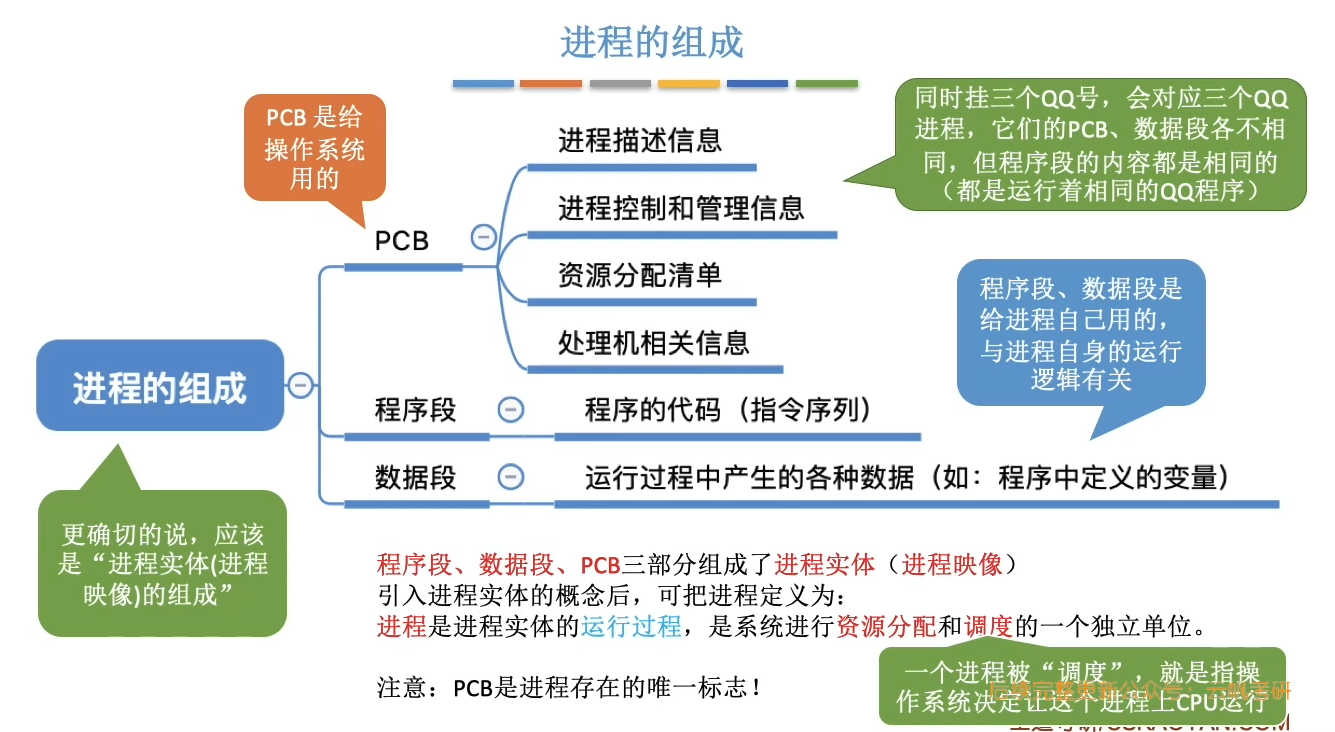 进程的组成
PCB 是给
操作系统
用的
同时挂三个QQ号，会对应三个QQ
进程，它们的PCB、数据段各不相
同，但程序段的内容都是相同的
（都是运行着相同的QQ程序）
PCB
进程描述信息
进程控制和管理信息
资源分配清单
处理机相关信息
程序段、数据段是
给进程自己用的，
与进程自身的运行
逻辑有关
进程的组成
程序段
程序的代码（指令序列）
数据段
运行过程中产生的各种数据（如：程序中定义的变量）
更确切的说，应该
是“进程实体(进程
映像)的组成”
程序段、数据段、PCB三部分组成了进程实体（进程映像）
引入进程实体的概念后，可把进程定义为：
进程是进程实体的运行过程，是系统进行资源分配和调度的一个独立单位。
注意：PCB是进程存在的唯一标志！
一个进程被“调度”，就是指操
作系统决定让这个进程上CPU运行